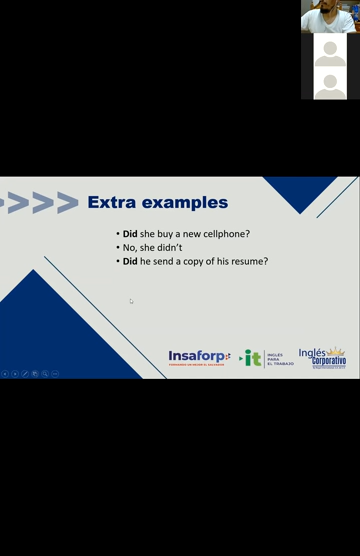 Extra examples
• Did she buy a new cellphone?
• No, she didn't
• Did he send a copy of his resume?
Insaforp
it
INGLÉS
PARA
EL TRABAJO
Inglés
Corporativo